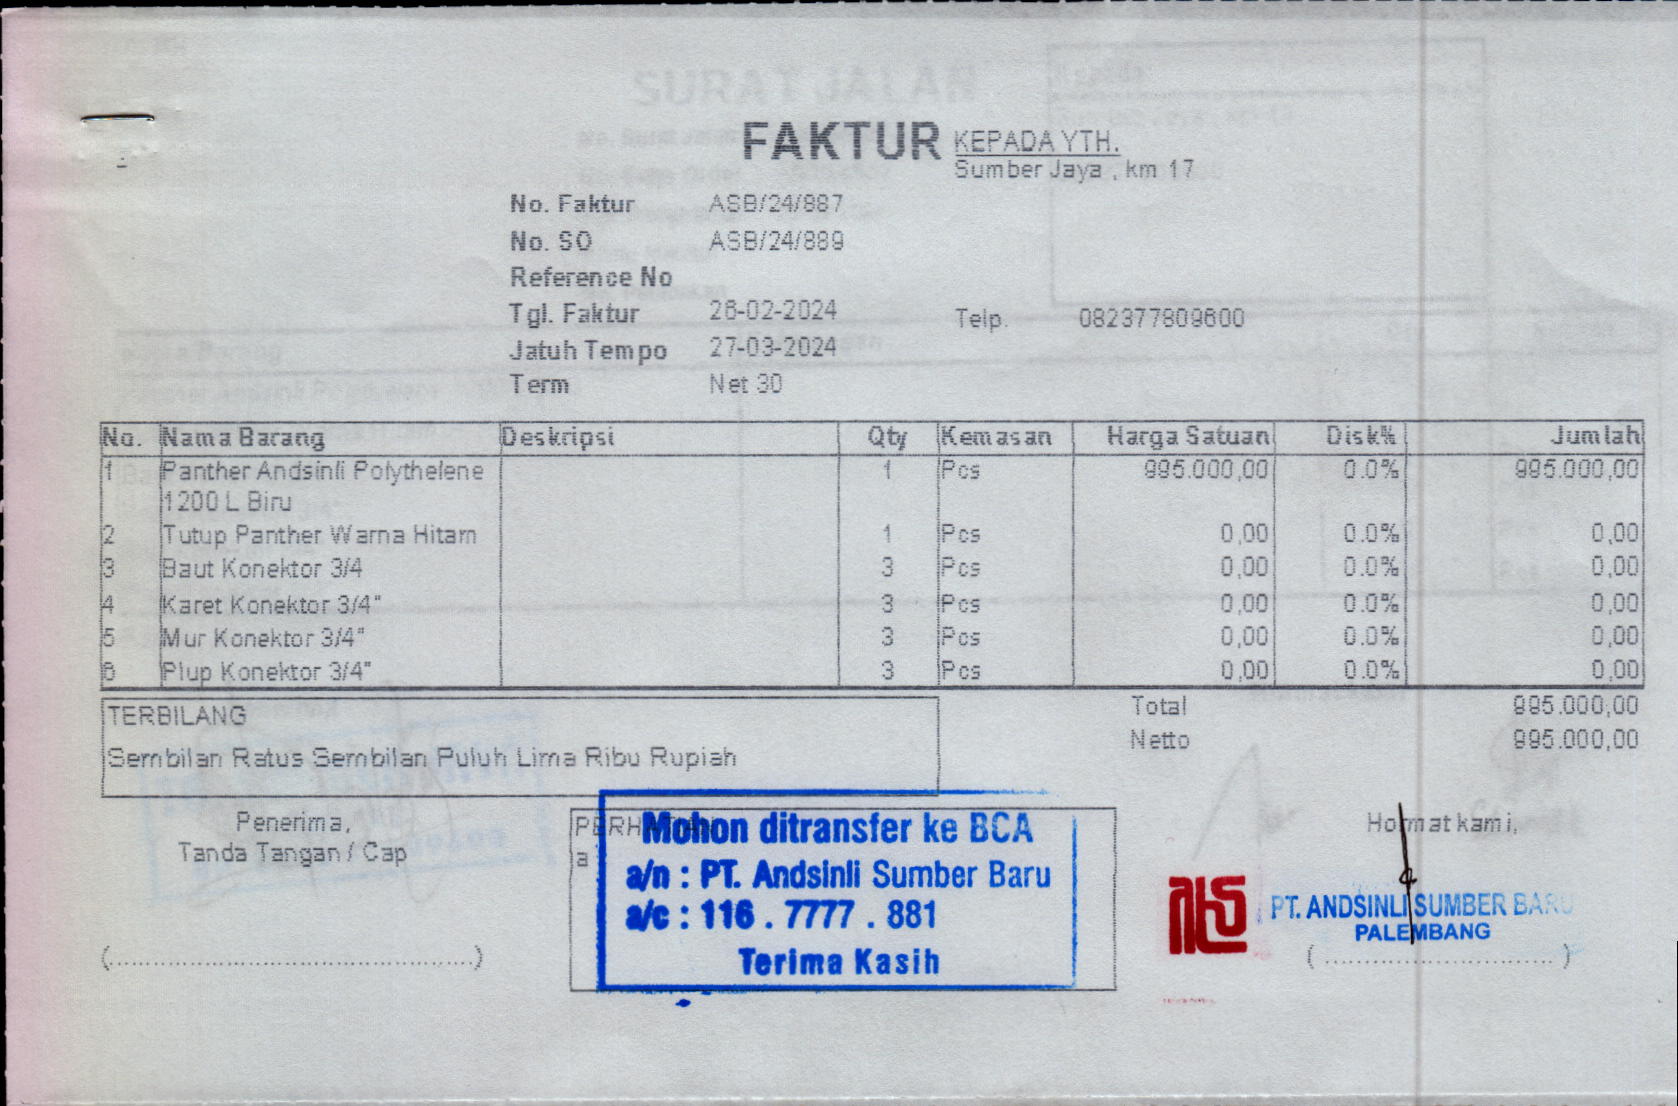 FAKTUR
KEPADA YTH.
Sumber Jaya , km 17
No. Faktur ASB/24/887
No. SO ASB/24/889
Reference No
Tgl. Faktur 26-02-2024
Telp. 082377809600
Jatuh Tempo 27-03-2024
Term Net 30
No. Nama Barang Deskripsi Qty Kemasan Harga Satuan Disk% Jumlah
1 Panther Andsinli Polythelene 1 Pcs 995.000,00 0.0% 995.000,00
1200 L Biru
2 Tutup Panther Warna Hitam 1 Pcs 0,00 0.0% 0,00
3 Baut Konektor 3/4 3 Pcs 0,00 0.0% 0,00
4 Karet Konektor 3/4" 3 Pcs 0,00 0.0% 0,00
5 Mur Konektor 3/4" 3 Pcs 0,00 0.0% 0,00
6 Plup Konektor 3/4" 3 Pcs 0,00 0.0% 0,00
TERBILANG
Sembilan Ratus Sembilan Puluh Lima Ribu Rupiah
Total 995.000,00
Netto 995.000,00
Penerima,
Tanda Tangan / Cap
Mohon ditransfer ke BCA
a/n : PT. Andsinli Sumber Baru
a/c : 116 . 7777 . 881
Terima Kasih
Hormat kami,
PT. ANDSINLI SUMBER BARU
PALEMBANG